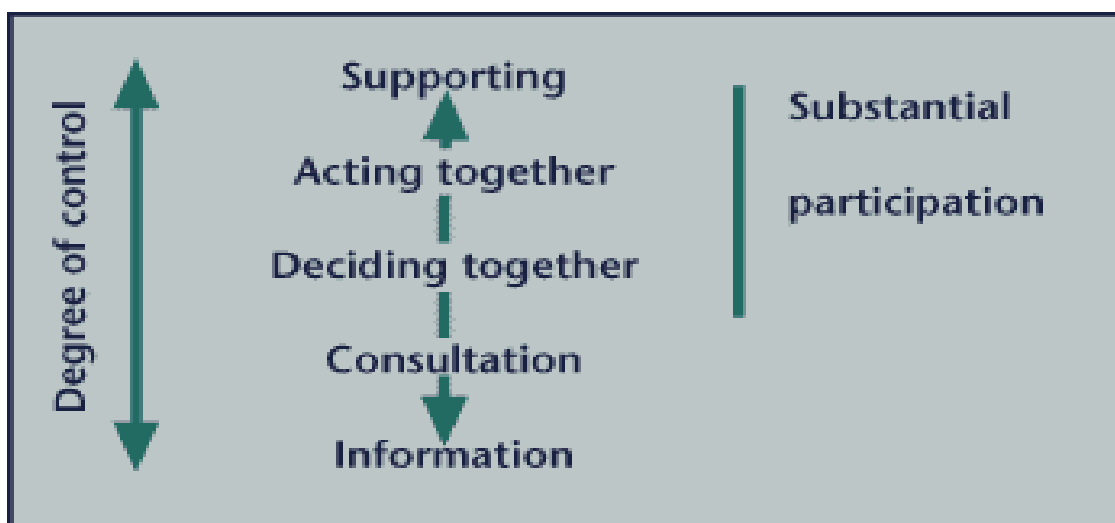 Degree of control
Supporting
Acting together
Deciding together
Consultation
Information
Substantial
participation